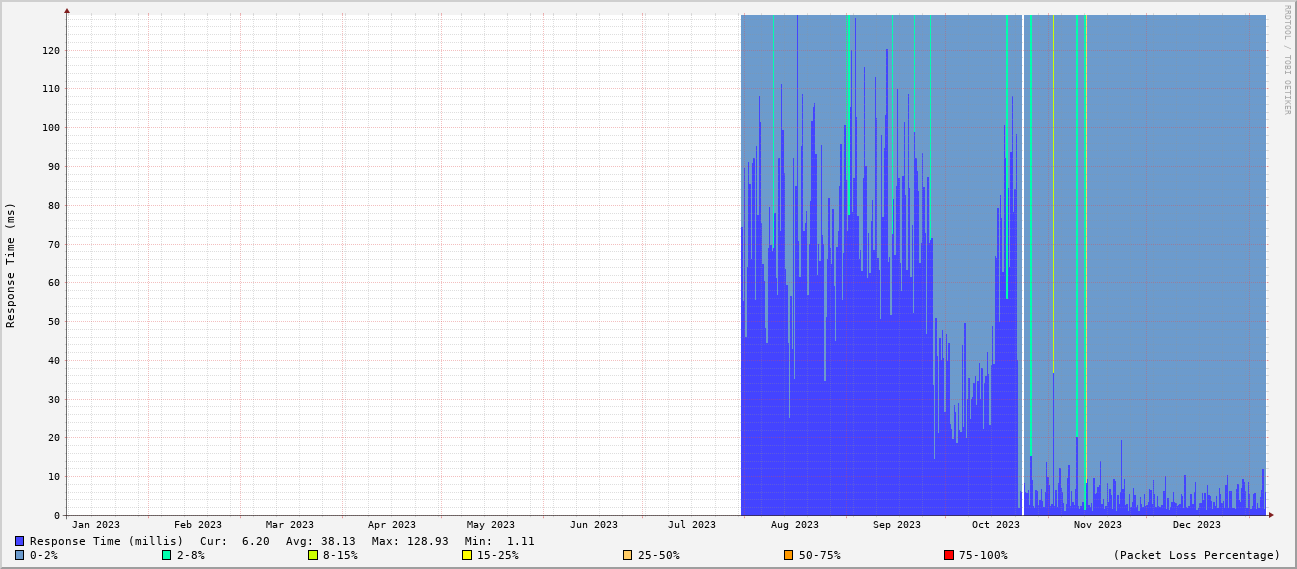 RRDTOOL / TOBI OETIKER
Response Time (ms)
120
110
100
90
80
70
60
50
40
30
20
10
0
Jan 2023 Feb 2023 Mar 2023 Apr 2023 May 2023 Jun 2023 Jul 2023 Aug 2023 Sep 2023 Oct 2023 Nov 2023 Dec 2023
Response Time (millis) Cur: 6.20 Avg: 38.13 Max: 128.93 Min: 1.11
0-2% 2-8% 8-15% 15-25% 25-50% 50-75% 75-100% (Packet Loss Percentage)